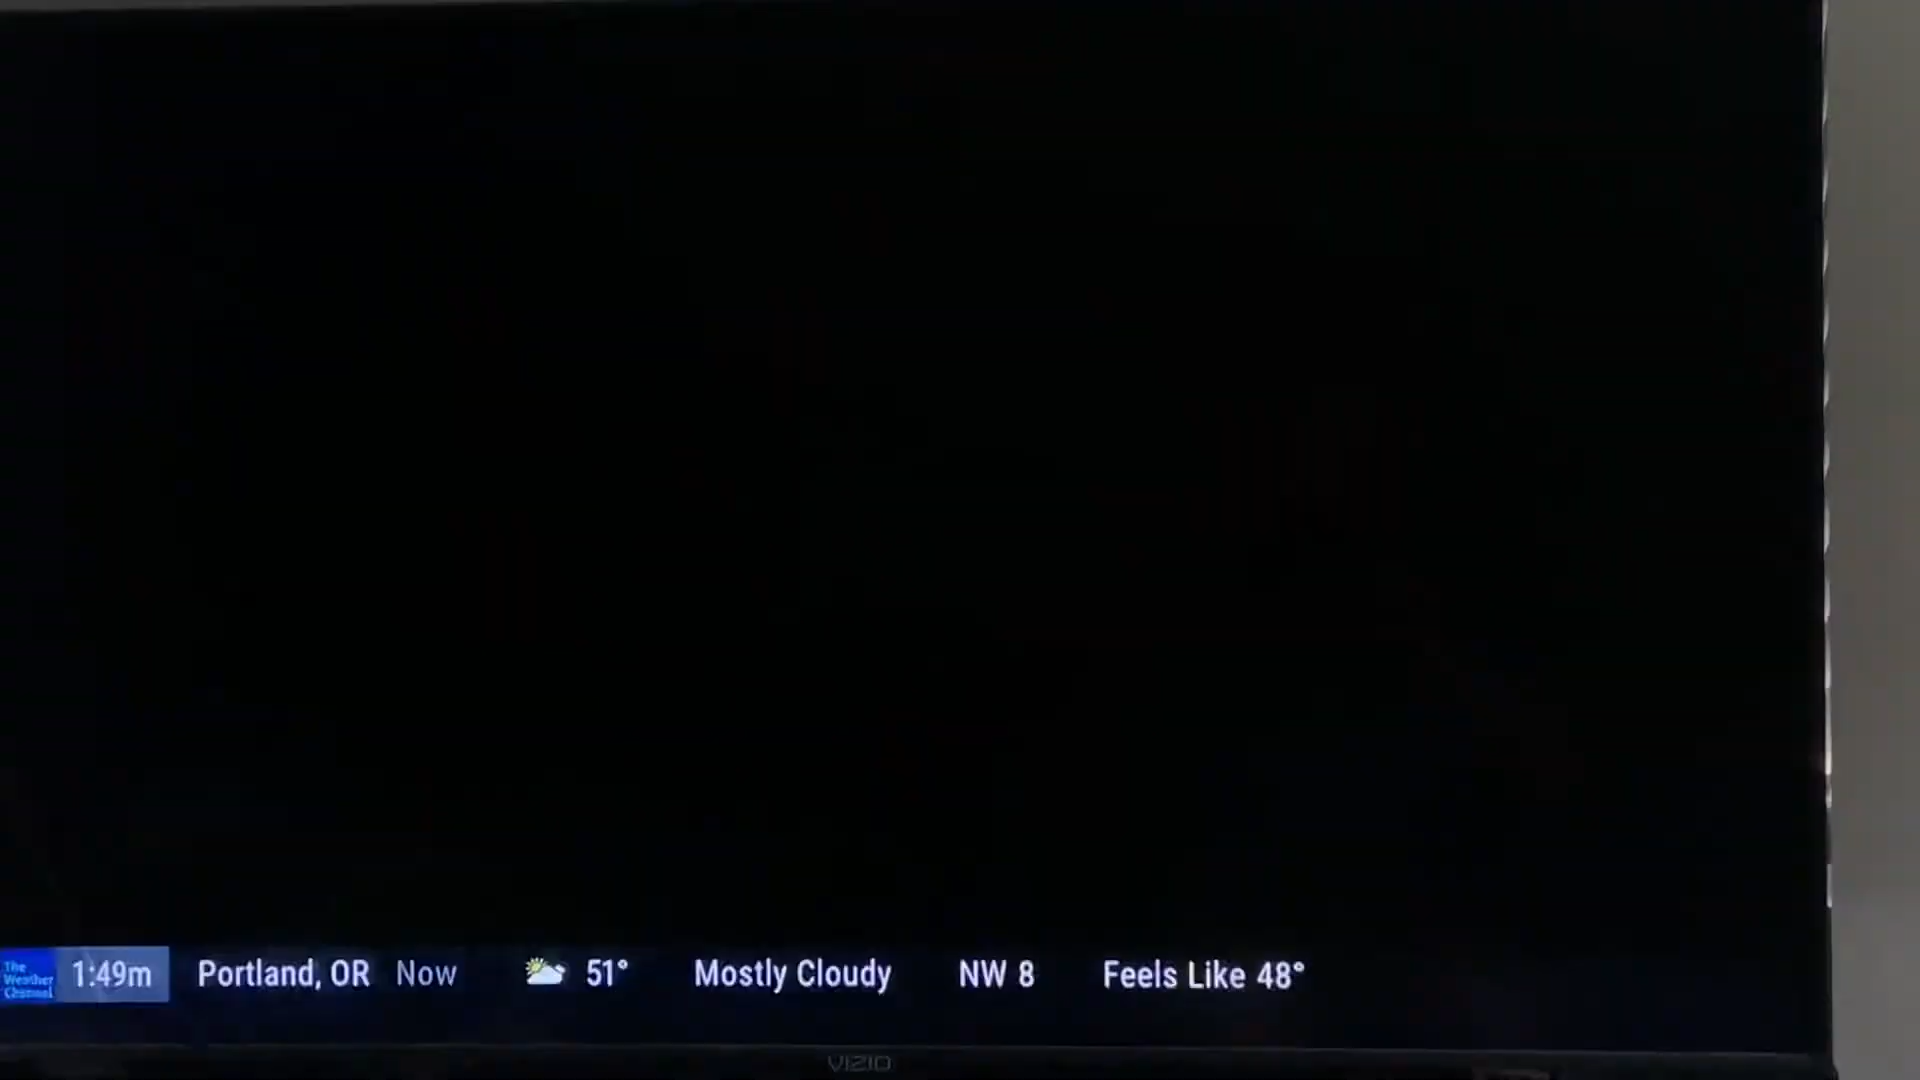 The
Weather
Channel
1:49m Portland, OR Now 51° Mostly Cloudy NW 8 Feels Like 48°
VIZIO